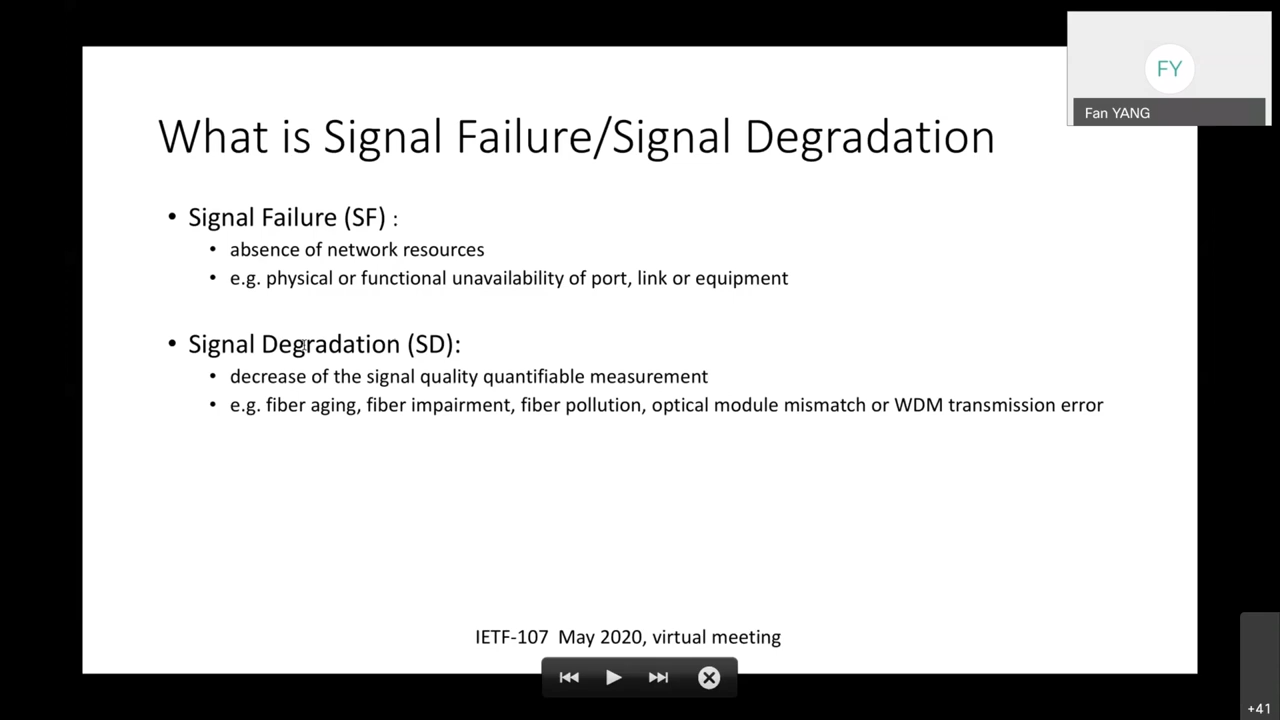 FY
Fan YANG
What is Signal Failure/Signal Degradation
• Signal Failure (SF) :
• absence of network resources
• e.g. physical or functional unavailability of port, link or equipment
• Signal Degradation (SD):
• decrease of the signal quality quantifiable measurement
• e.g. fiber aging, fiber impairment, fiber pollution, optical module mismatch or WDM transmission error
IETF-107 May 2020, virtual meeting
+41